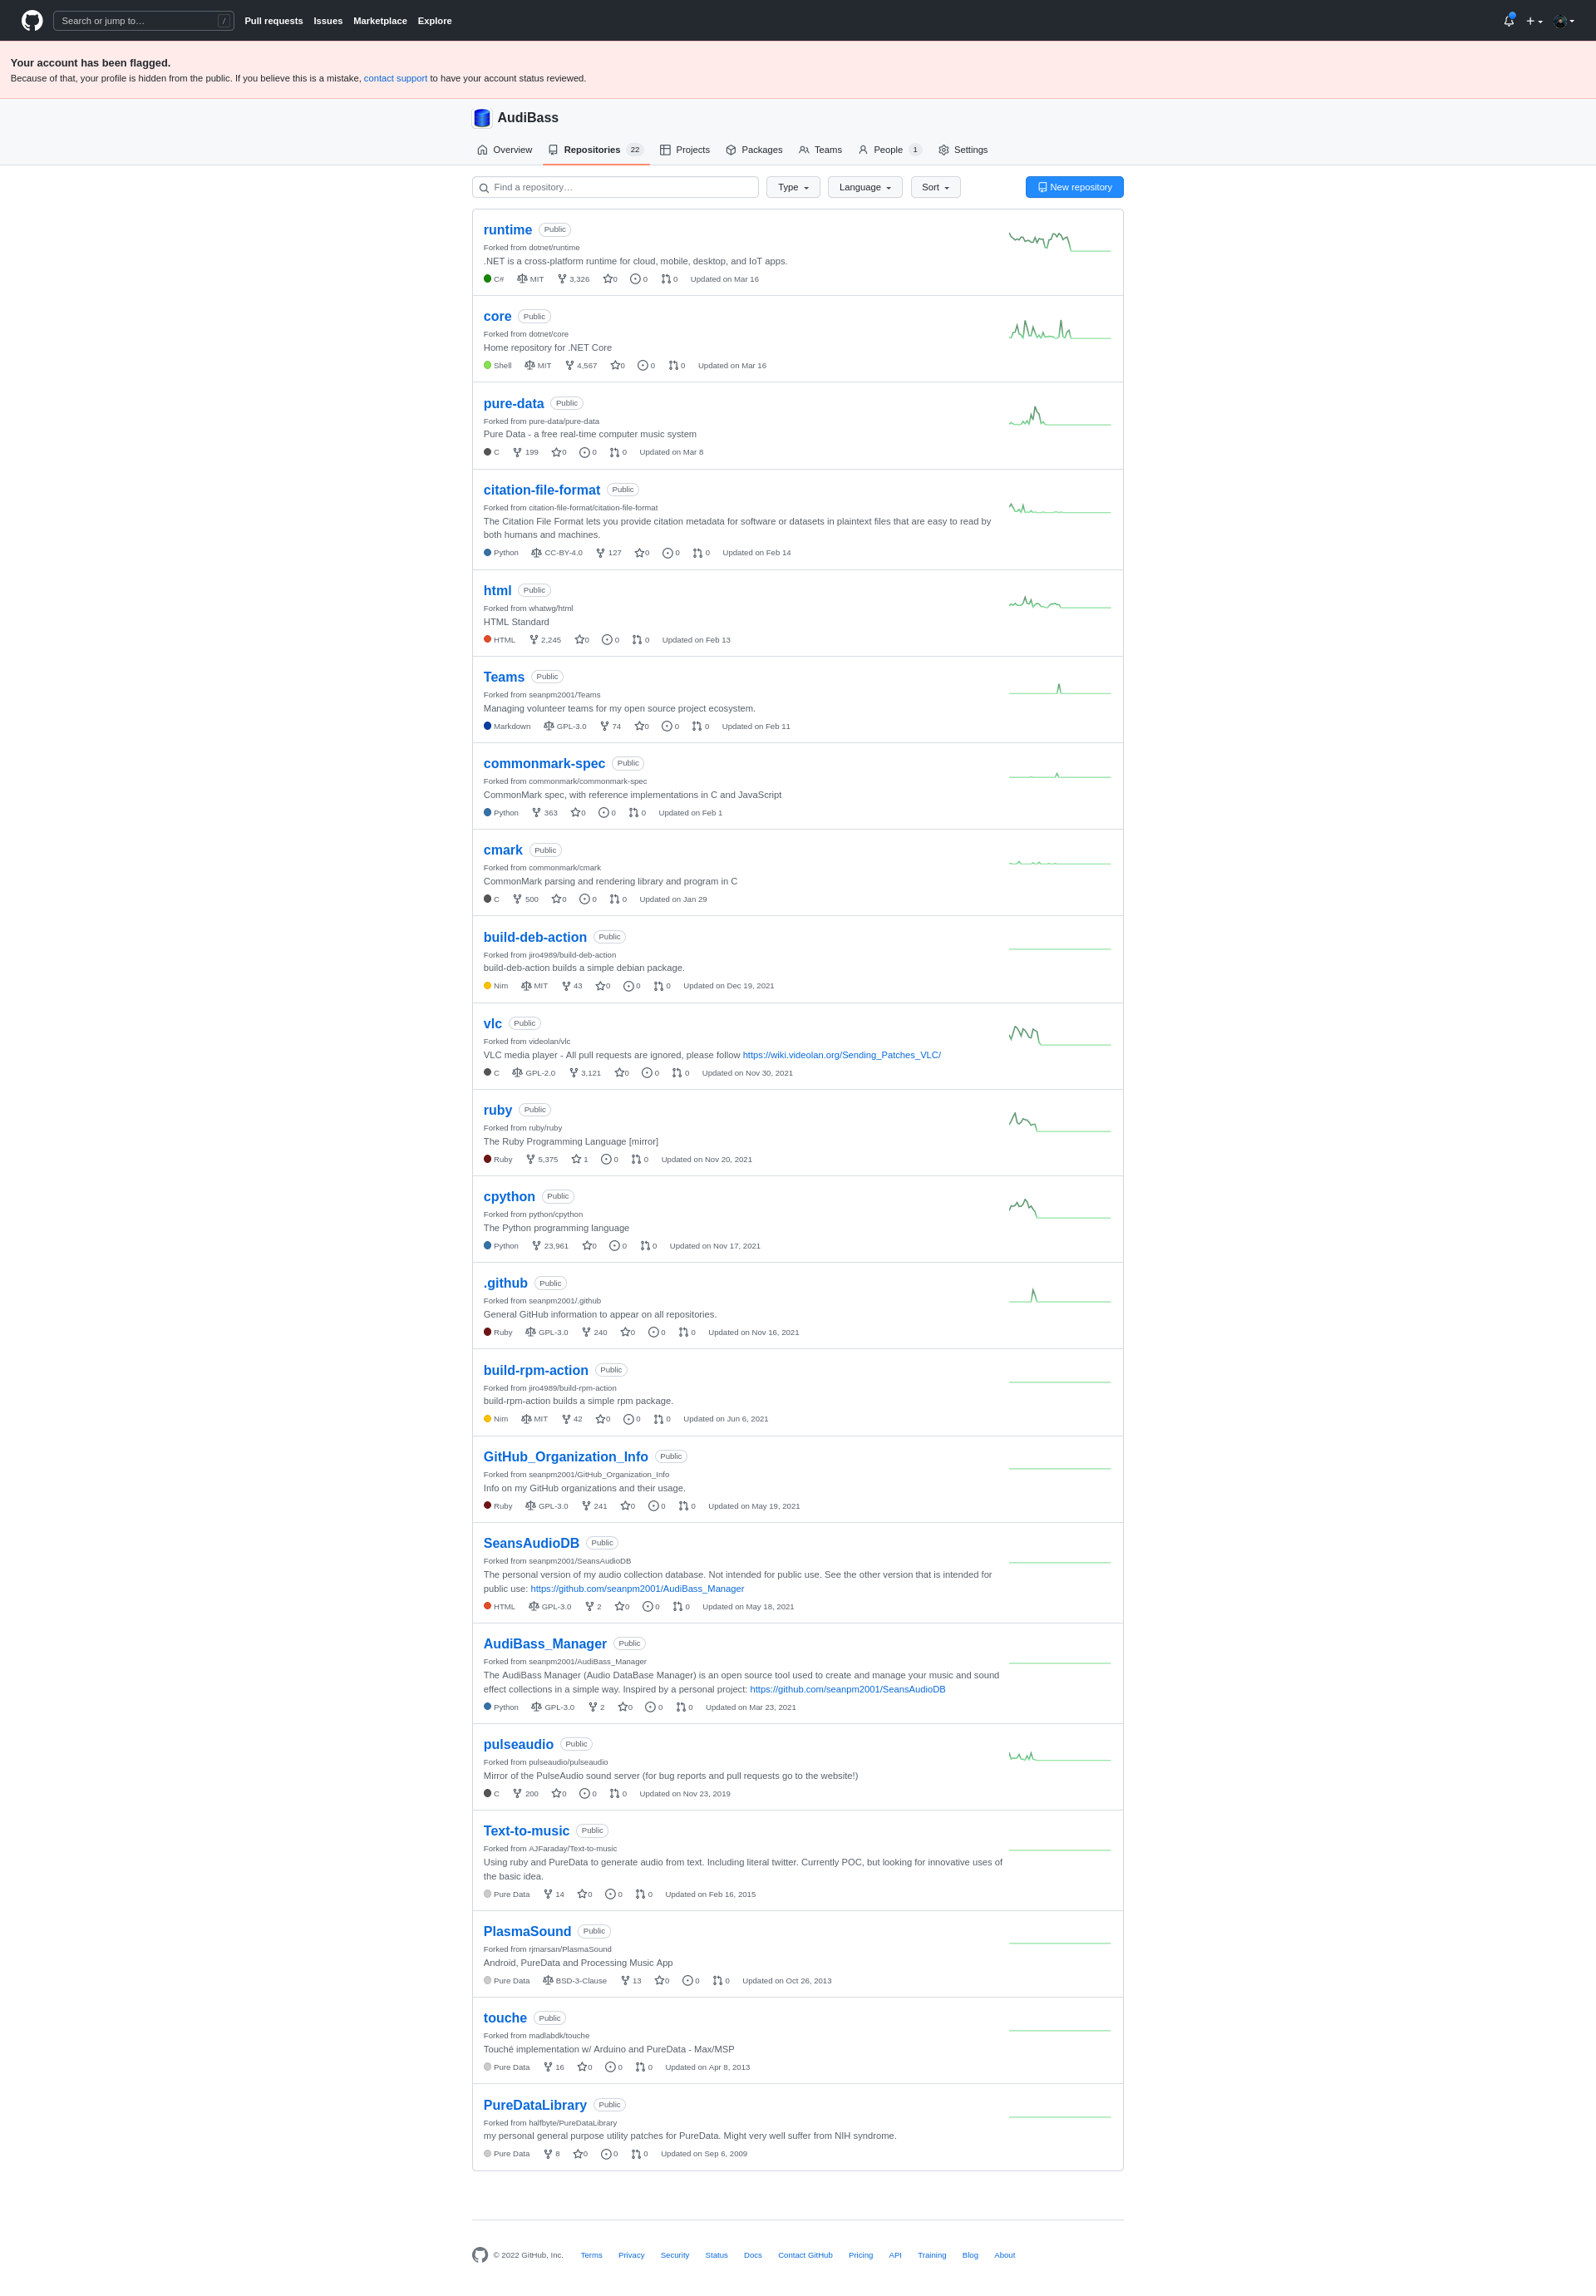 Search or jump to… /
Pull requests Issues Marketplace Explore
Your account has been flagged.
Because of that, your profile is hidden from the public. If you believe this is a mistake, contact support to have your account status reviewed.
AudiBass
Overview Repositories 22 Projects Packages Teams People 1 Settings
Find a repository… Type Language Sort New repository
runtime Public
Forked from dotnet/runtime
.NET is a cross-platform runtime for cloud, mobile, desktop, and IoT apps.
C# MIT 3,326 0 0 0 Updated on Mar 16
core Public
Forked from dotnet/core
Home repository for .NET Core
Shell MIT 4,567 0 0 0 Updated on Mar 16
pure-data Public
Forked from pure-data/pure-data
Pure Data - a free real-time computer music system
C 199 0 0 0 Updated on Mar 8
citation-file-format Public
Forked from citation-file-format/citation-file-format
The Citation File Format lets you provide citation metadata for software or datasets in plaintext files that are easy to read by
both humans and machines.
Python CC-BY-4.0 127 0 0 0 Updated on Feb 14
html Public
Forked from whatwg/html
HTML Standard
HTML 2,245 0 0 0 Updated on Feb 13
Teams Public
Forked from seanpm2001/Teams
Managing volunteer teams for my open source project ecosystem.
Markdown GPL-3.0 74 0 0 0 Updated on Feb 11
commonmark-spec Public
Forked from commonmark/commonmark-spec
CommonMark spec, with reference implementations in C and JavaScript
Python 363 0 0 0 Updated on Feb 1
cmark Public
Forked from commonmark/cmark
CommonMark parsing and rendering library and program in C
C 500 0 0 0 Updated on Jan 29
build-deb-action Public
Forked from jiro4989/build-deb-action
build-deb-action builds a simple debian package.
Nim MIT 43 0 0 0 Updated on Dec 19, 2021
vlc Public
Forked from videolan/vlc
VLC media player - All pull requests are ignored, please follow https://wiki.videolan.org/Sending_Patches_VLC/
C GPL-2.0 3,121 0 0 0 Updated on Nov 30, 2021
ruby Public
Forked from ruby/ruby
The Ruby Programming Language [mirror]
Ruby 5,375 1 0 0 Updated on Nov 20, 2021
cpython Public
Forked from python/cpython
The Python programming language
Python 23,961 0 0 0 Updated on Nov 17, 2021
.github Public
Forked from seanpm2001/.github
General GitHub information to appear on all repositories.
Ruby GPL-3.0 240 0 0 0 Updated on Nov 16, 2021
build-rpm-action Public
Forked from jiro4989/build-rpm-action
build-rpm-action builds a simple rpm package.
Nim MIT 42 0 0 0 Updated on Jun 6, 2021
GitHub_Organization_Info Public
Forked from seanpm2001/GitHub_Organization_Info
Info on my GitHub organizations and their usage.
Ruby GPL-3.0 241 0 0 0 Updated on May 19, 2021
SeansAudioDB Public
Forked from seanpm2001/SeansAudioDB
The personal version of my audio collection database. Not intended for public use. See the other version that is intended for
public use: https://github.com/seanpm2001/AudiBass_Manager
HTML GPL-3.0 2 0 0 0 Updated on May 18, 2021
AudiBass_Manager Public
Forked from seanpm2001/AudiBass_Manager
The AudiBass Manager (Audio DataBase Manager) is an open source tool used to create and manage your music and sound
effect collections in a simple way. Inspired by a personal project: https://github.com/seanpm2001/SeansAudioDB
Python GPL-3.0 2 0 0 0 Updated on Mar 23, 2021
pulseaudio Public
Forked from pulseaudio/pulseaudio
Mirror of the PulseAudio sound server (for bug reports and pull requests go to the website!)
C 200 0 0 0 Updated on Nov 23, 2019
Text-to-music Public
Forked from AJFaraday/Text-to-music
Using ruby and PureData to generate audio from text. Including literal twitter. Currently POC, but looking for innovative uses of
the basic idea.
Pure Data 14 0 0 0 Updated on Feb 16, 2015
PlasmaSound Public
Forked from rjmarsan/PlasmaSound
Android, PureData and Processing Music App
Pure Data BSD-3-Clause 13 0 0 0 Updated on Oct 26, 2013
touche Public
Forked from madlabdk/touche
Touché implementation w/ Arduino and PureData - Max/MSP
Pure Data 16 0 0 0 Updated on Apr 8, 2013
PureDataLibrary Public
Forked from halfbyte/PureDataLibrary
my personal general purpose utility patches for PureData. Might very well suffer from NIH syndrome.
Pure Data 8 0 0 0 Updated on Sep 6, 2009
© 2022 GitHub, Inc. Terms Privacy Security Status Docs Contact GitHub Pricing API Training Blog About